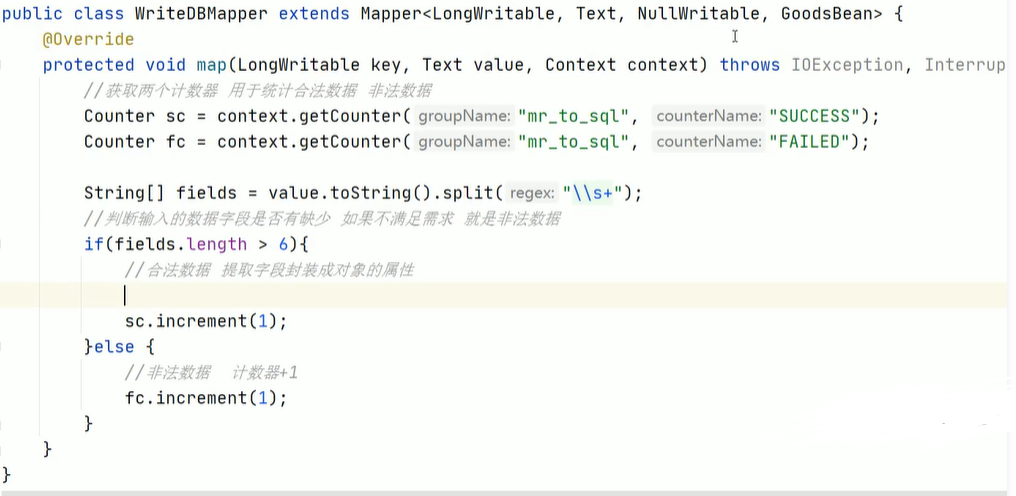 public class WriteDBMapper extends Mapper<LongWritable, Text, NullWritable, GoodsBean> {
@Override
protected void map(LongWritable key, Text value, Context context) throws IOException, Interrup
//获取两个计数器 用于统计合法数据 非法数据
Counter sc = context.getCounter( groupName: "mr_to_sql", counterName: "SUCCESS");
Counter fc = context.getCounter( groupName: "mr_to_sql", counterName: "FAILED");
String[] fields = value.toString().split( regex: "\\s+");
//判断输入的数据字段是否有缺少 如果不满足需求 就是非法数据
if(fields.length > 6){
//合法数据 提取字段封装成对象的属性
sc.increment(1);
}else {
//非法数据 计数器+1
fc.increment(1);
}
}
}